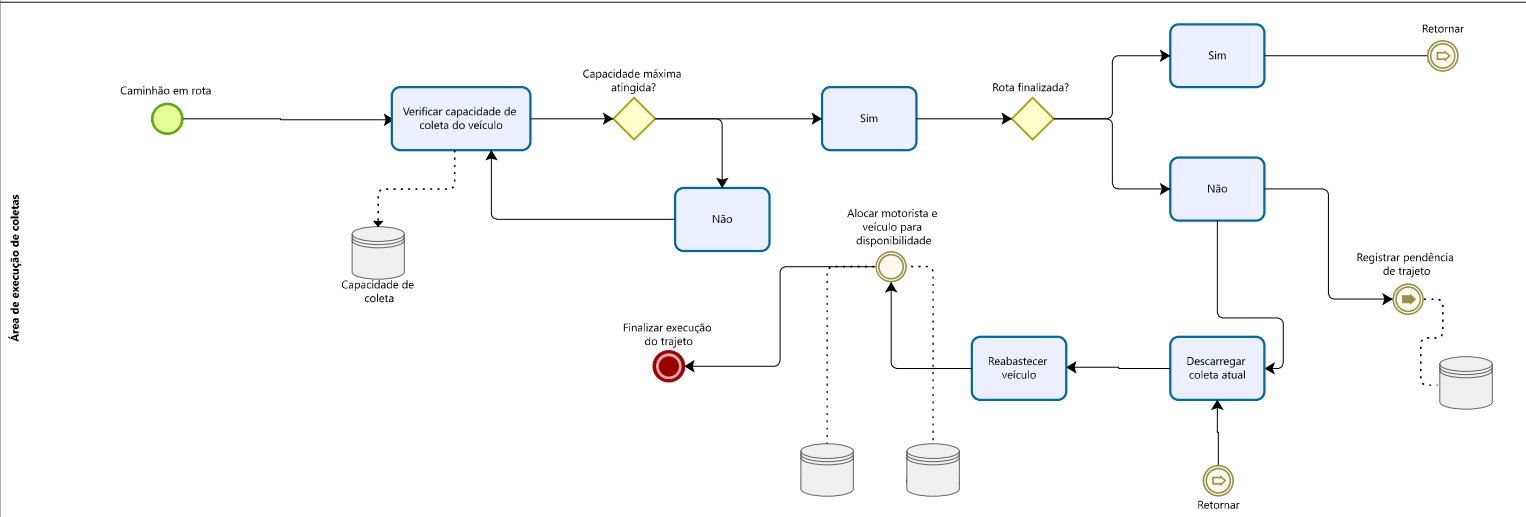 Retornar
Sim
Capacidade máxima
atingida?
Rota finalizada?
Caminhão em rota
Verificar capacidade de
coleta do veículo
Sim
Não
Não
Área de execução de coletas
Alocar motorista e
veículo para
disponibilidade
Registrar pendência
de trajeto
Capacidade de
coleta
Finalizar execução
do trajeto
Reabastecer
veículo
Descarregar
coleta atual
Retornar